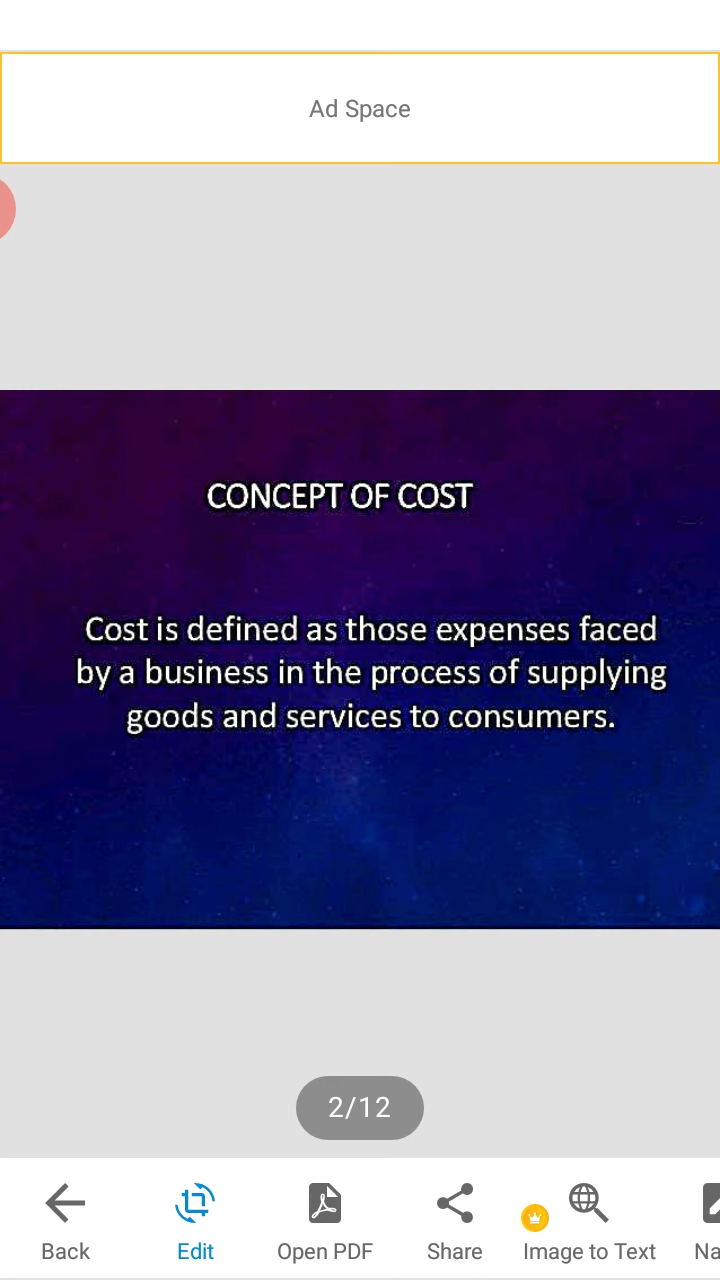 Ad Space
CONCEPT OF COST
Cost is defined as those expenses faced
by a business in the process of supplying
goods and services to consumers.
2/12
Back
Edit
Open PDF
Share
Image to Text
Na